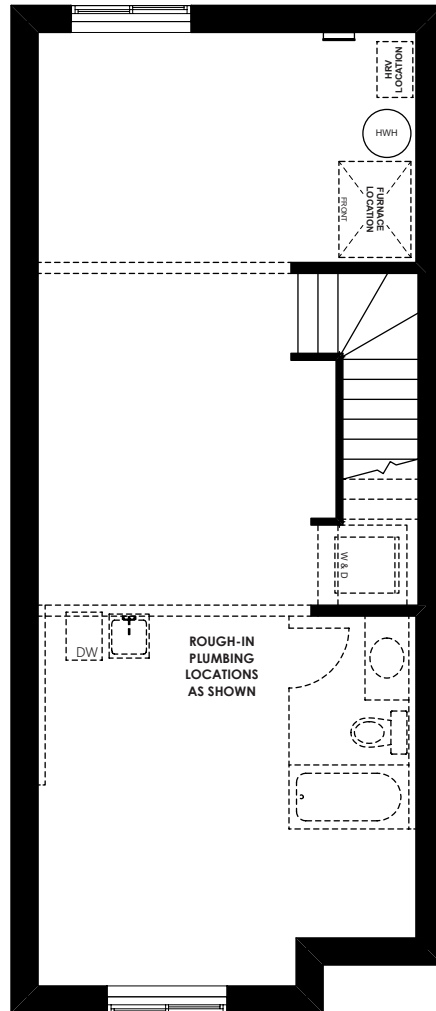 HRV
LOCATION
HWH
FURNACE
LOCATION
FRONT
W & D
DW
ROUGH-IN
PLUMBING
LOCATIONS
AS SHOWN